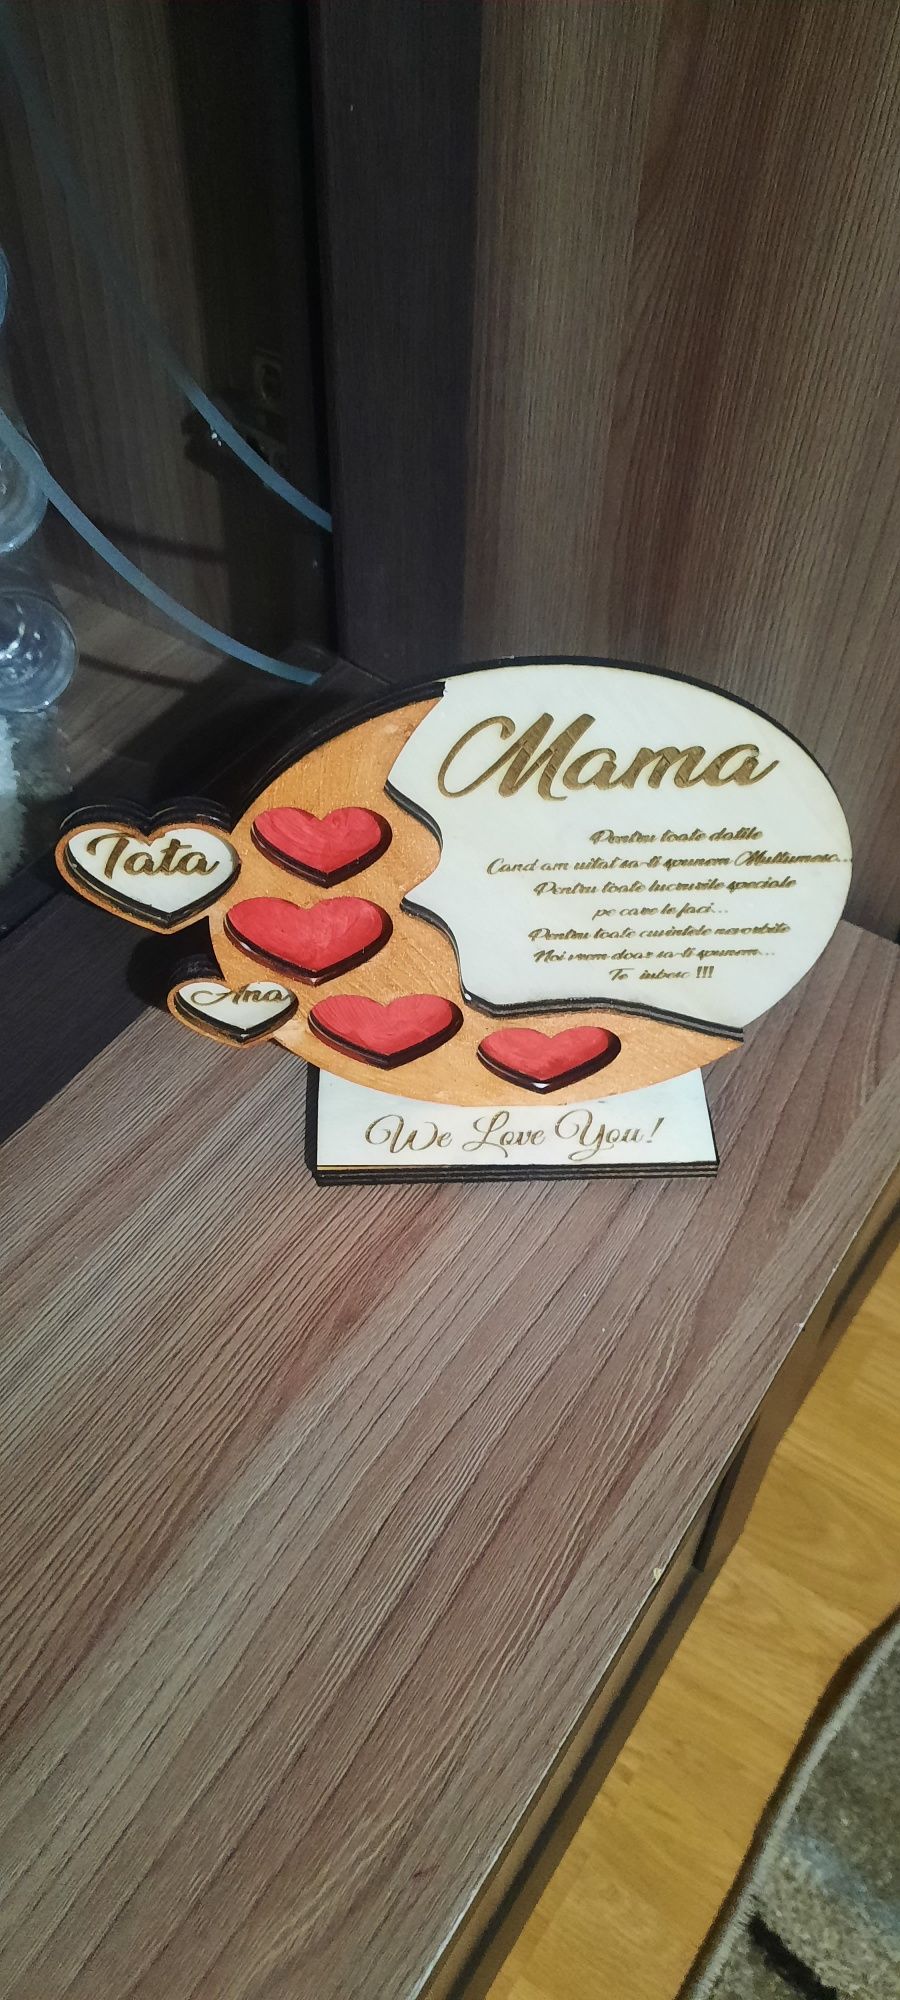 Mama
Pentru toate datile
Cand am uitat sa-ti spunem Multumesc...
Pentru toate lucrurile speciale
pe care le faci...
Pentru toate cuvintele nevorbite
Noi vrem doar sa-ti spunem...
Te iubesc !!!
Tata
Ana
We Love You!